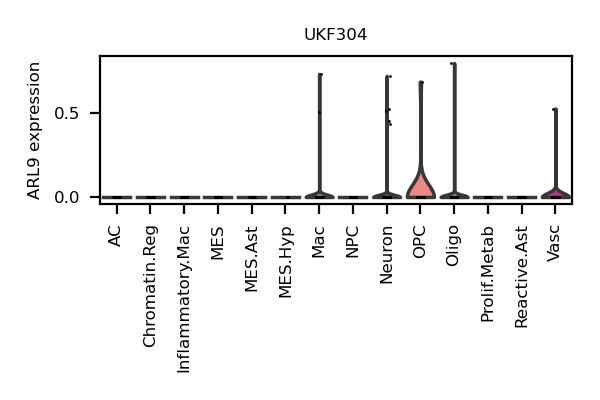 UKF304
ARL9 expression
0.5
0.0
AC
Chromatin.Reg
Inflammatory.Mac
MES
MES.Ast
MES.Hyp
Mac
NPC
Neuron
OPC
Oligo
Prolif.Metab
Reactive.Ast
Vasc